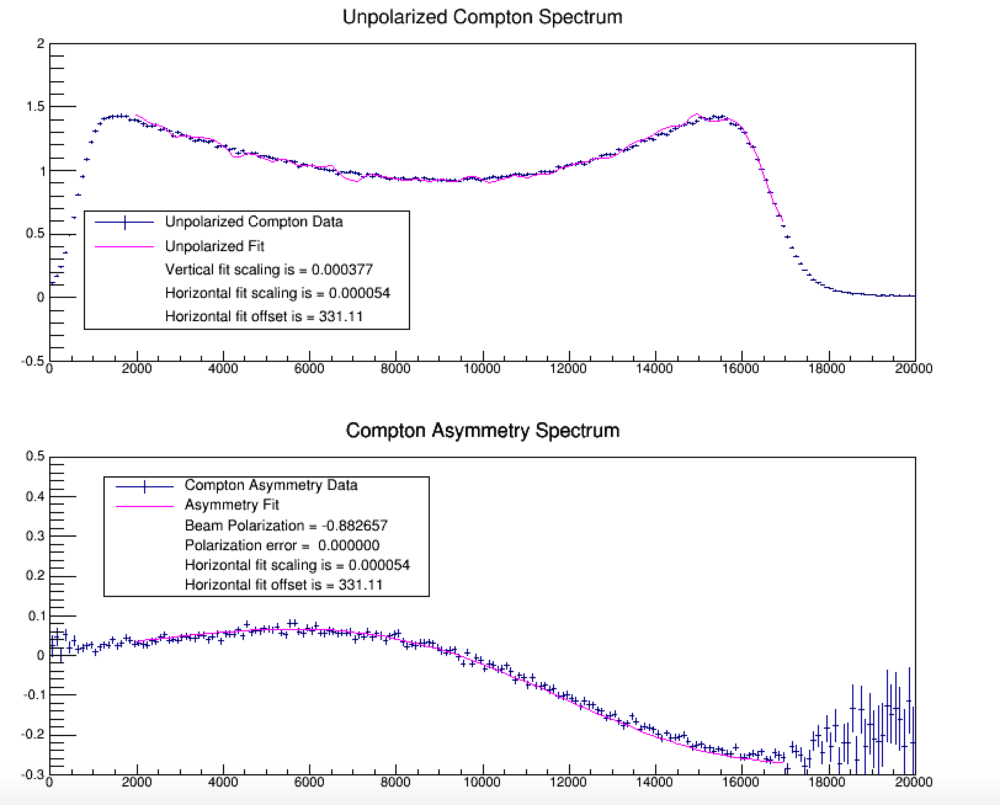 Unpolarized Compton Spectrum
2
1.5
1
0.5
0
-0.5
Unpolarized Compton Data
Unpolarized Fit
Vertical fit scaling is = 0.000377
Horizontal fit scaling is = 0.000054
Horizontal fit offset is = 331.11
0 2000 4000 6000 8000 10000 12000 14000 16000 18000 20000
Compton Asymmetry Spectrum
0.5
0.4
0.3
0.2
0.1
0
-0.1
-0.2
-0.3
Compton Asymmetry Data
Asymmetry Fit
Beam Polarization = -0.882657
Polarization error = 0.000000
Horizontal fit scaling is = 0.000054
Horizontal fit offset is = 331.11
0 2000 4000 6000 8000 10000 12000 14000 16000 18000 20000